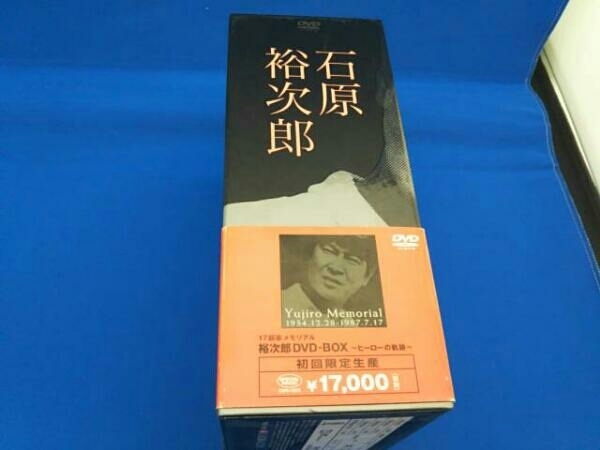 DVD
石原
裕次郎
DVD
Yujiro Memorial
1934.12.28-1987.7.17
17回忌メモリアル
裕次郎DVD-BOX ~ヒーローの軌跡~
初回限定生産
¥17,000